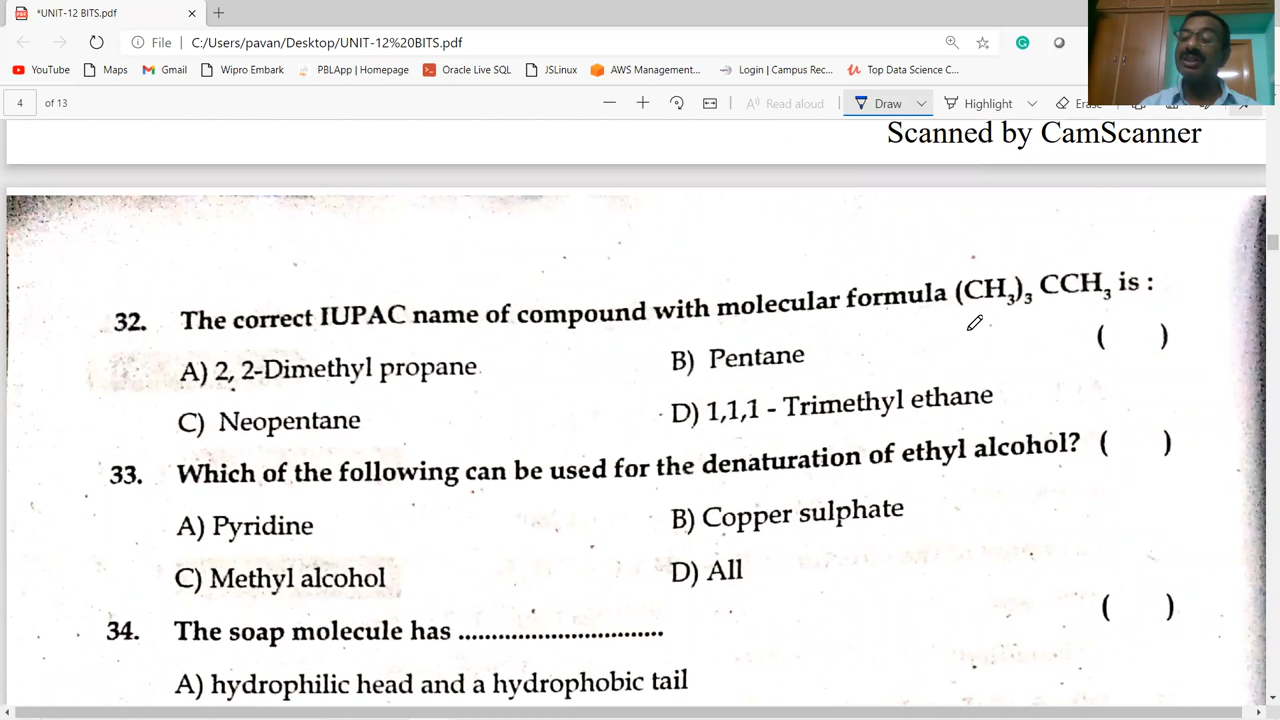 *UNIT-12 BITS.pdf
File | C:/Users/pavan/Desktop/UNIT-12%20BITS.pdf
YouTube Maps Gmail Wipro Embark PBLApp | Homepage Oracle Live SQL JSLinux AWS Management... Login | Campus Rec... Top Data Science C...
4 of 13 Read aloud Draw Highlight Erase
Scanned by CamScanner
32. The correct IUPAC name of compound with molecular formula (CH₃)₃ CCH₃ is :
( )
A) 2, 2-Dimethyl propane B) Pentane
C) Neopentane D) 1,1,1 - Trimethyl ethane
33. Which of the following can be used for the denaturation of ethyl alcohol? ( )
A) Pyridine B) Copper sulphate
C) Methyl alcohol D) All
34. The soap molecule has ............................... ( )
A) hydrophilic head and a hydrophobic tail